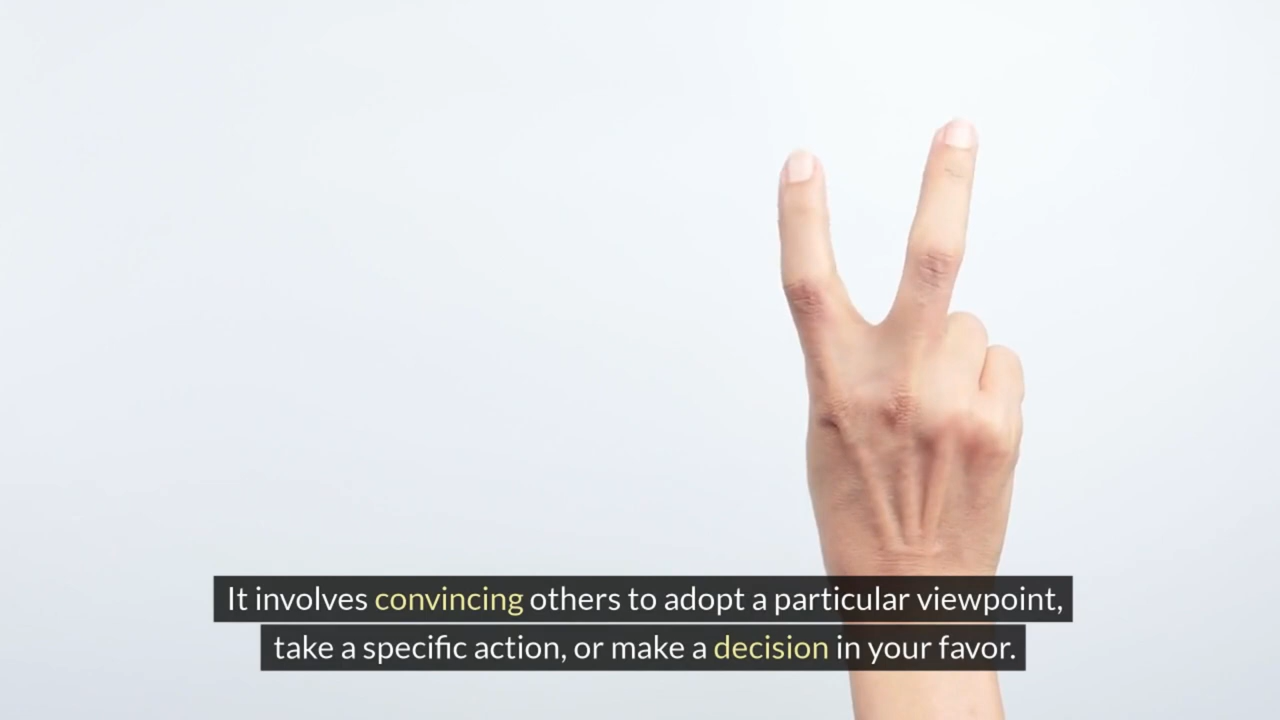 It involves convincing others to adopt a particular viewpoint,
take a specific action, or make a decision in your favor.